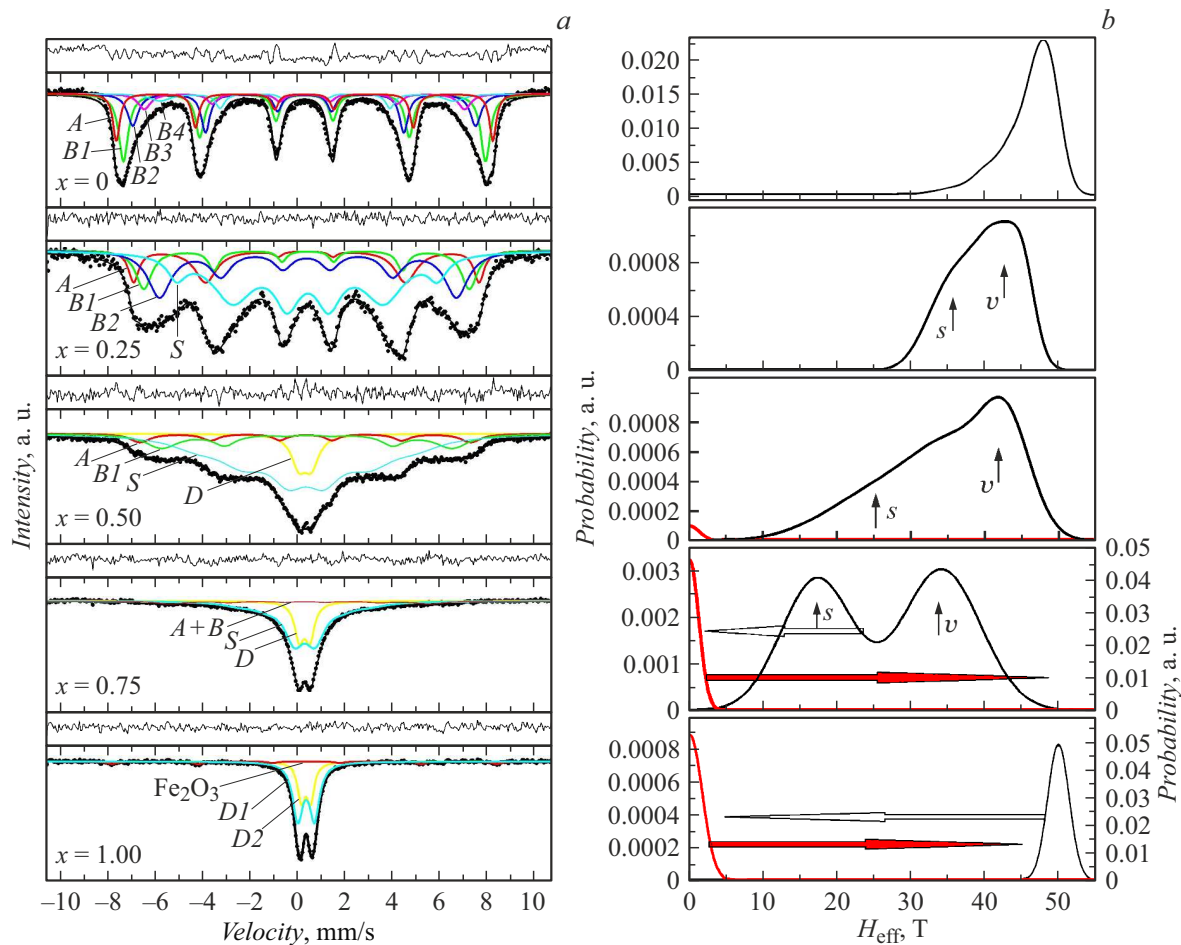 a
b
A
B1
B2
B3
B4
x = 0
A
B1
B2
S
x = 0.25
A
B1
S
D
x = 0.50
A + B
S
D
x = 0.75
Fe2O3
D1
D2
x = 1.00
Intensity, a. u.
–10 –8 –6 –4 –2 0 2 4 6 8 10
Velocity, mm/s
0.020
0.015
0.010
0.005
0
0.0008
0.0004
0
s
v
0.0008
0.0006
0.0004
0.0002
0
s
v
0.003
0.002
0.001
0
s
v
0.05
0.04
0.03
0.02
0.01
0
0.0008
0.0006
0.0004
0.0002
0
0.05
0.04
0.03
0.02
0.01
0
Probability, a. u.
Probability, a. u.
0 10 20 30 40 50
Heff, T